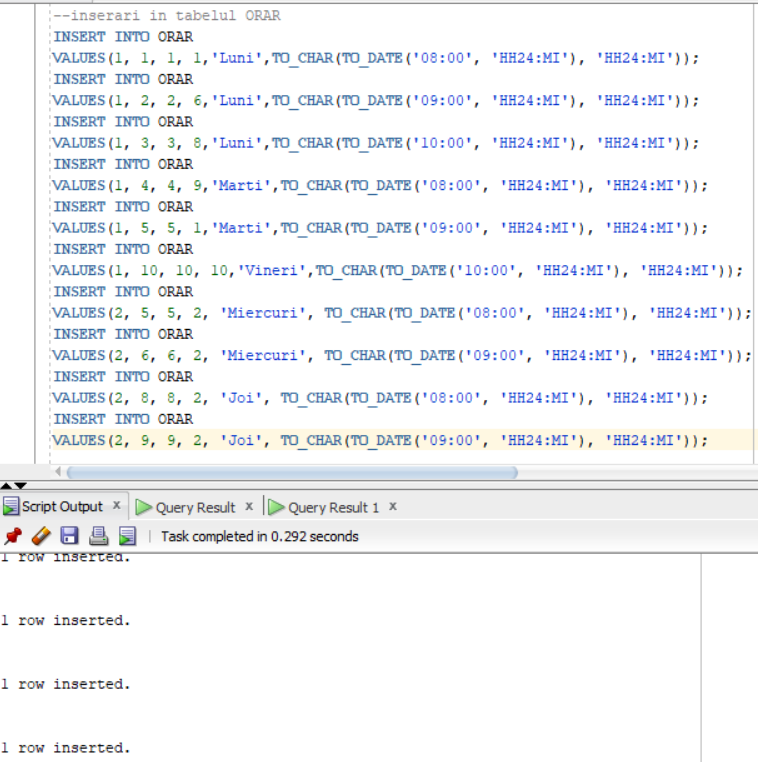 --inserari in tabelul ORAR
INSERT INTO ORAR
VALUES(1, 1, 1, 1,'Luni',TO_CHAR(TO_DATE('08:00', 'HH24:MI'), 'HH24:MI'));
INSERT INTO ORAR
VALUES(1, 2, 2, 6,'Luni',TO_CHAR(TO_DATE('09:00', 'HH24:MI'), 'HH24:MI'));
INSERT INTO ORAR
VALUES(1, 3, 3, 8,'Luni',TO_CHAR(TO_DATE('10:00', 'HH24:MI'), 'HH24:MI'));
INSERT INTO ORAR
VALUES(1, 4, 4, 9,'Marti',TO_CHAR(TO_DATE('08:00', 'HH24:MI'), 'HH24:MI'));
INSERT INTO ORAR
VALUES(1, 5, 5, 1,'Marti',TO_CHAR(TO_DATE('09:00', 'HH24:MI'), 'HH24:MI'));
INSERT INTO ORAR
VALUES(1, 10, 10, 10,'Vineri',TO_CHAR(TO_DATE('10:00', 'HH24:MI'), 'HH24:MI'));
INSERT INTO ORAR
VALUES(2, 5, 5, 2, 'Miercuri', TO_CHAR(TO_DATE('08:00', 'HH24:MI'), 'HH24:MI'));
INSERT INTO ORAR
VALUES(2, 6, 6, 2, 'Miercuri', TO_CHAR(TO_DATE('09:00', 'HH24:MI'), 'HH24:MI'));
INSERT INTO ORAR
VALUES(2, 8, 8, 2, 'Joi', TO_CHAR(TO_DATE('08:00', 'HH24:MI'), 'HH24:MI'));
INSERT INTO ORAR
VALUES(2, 9, 9, 2, 'Joi', TO_CHAR(TO_DATE('09:00', 'HH24:MI'), 'HH24:MI'));
Script Output x Query Result x Query Result 1 x
Task completed in 0.292 seconds
1 row inserted.
1 row inserted.
1 row inserted.
1 row inserted.